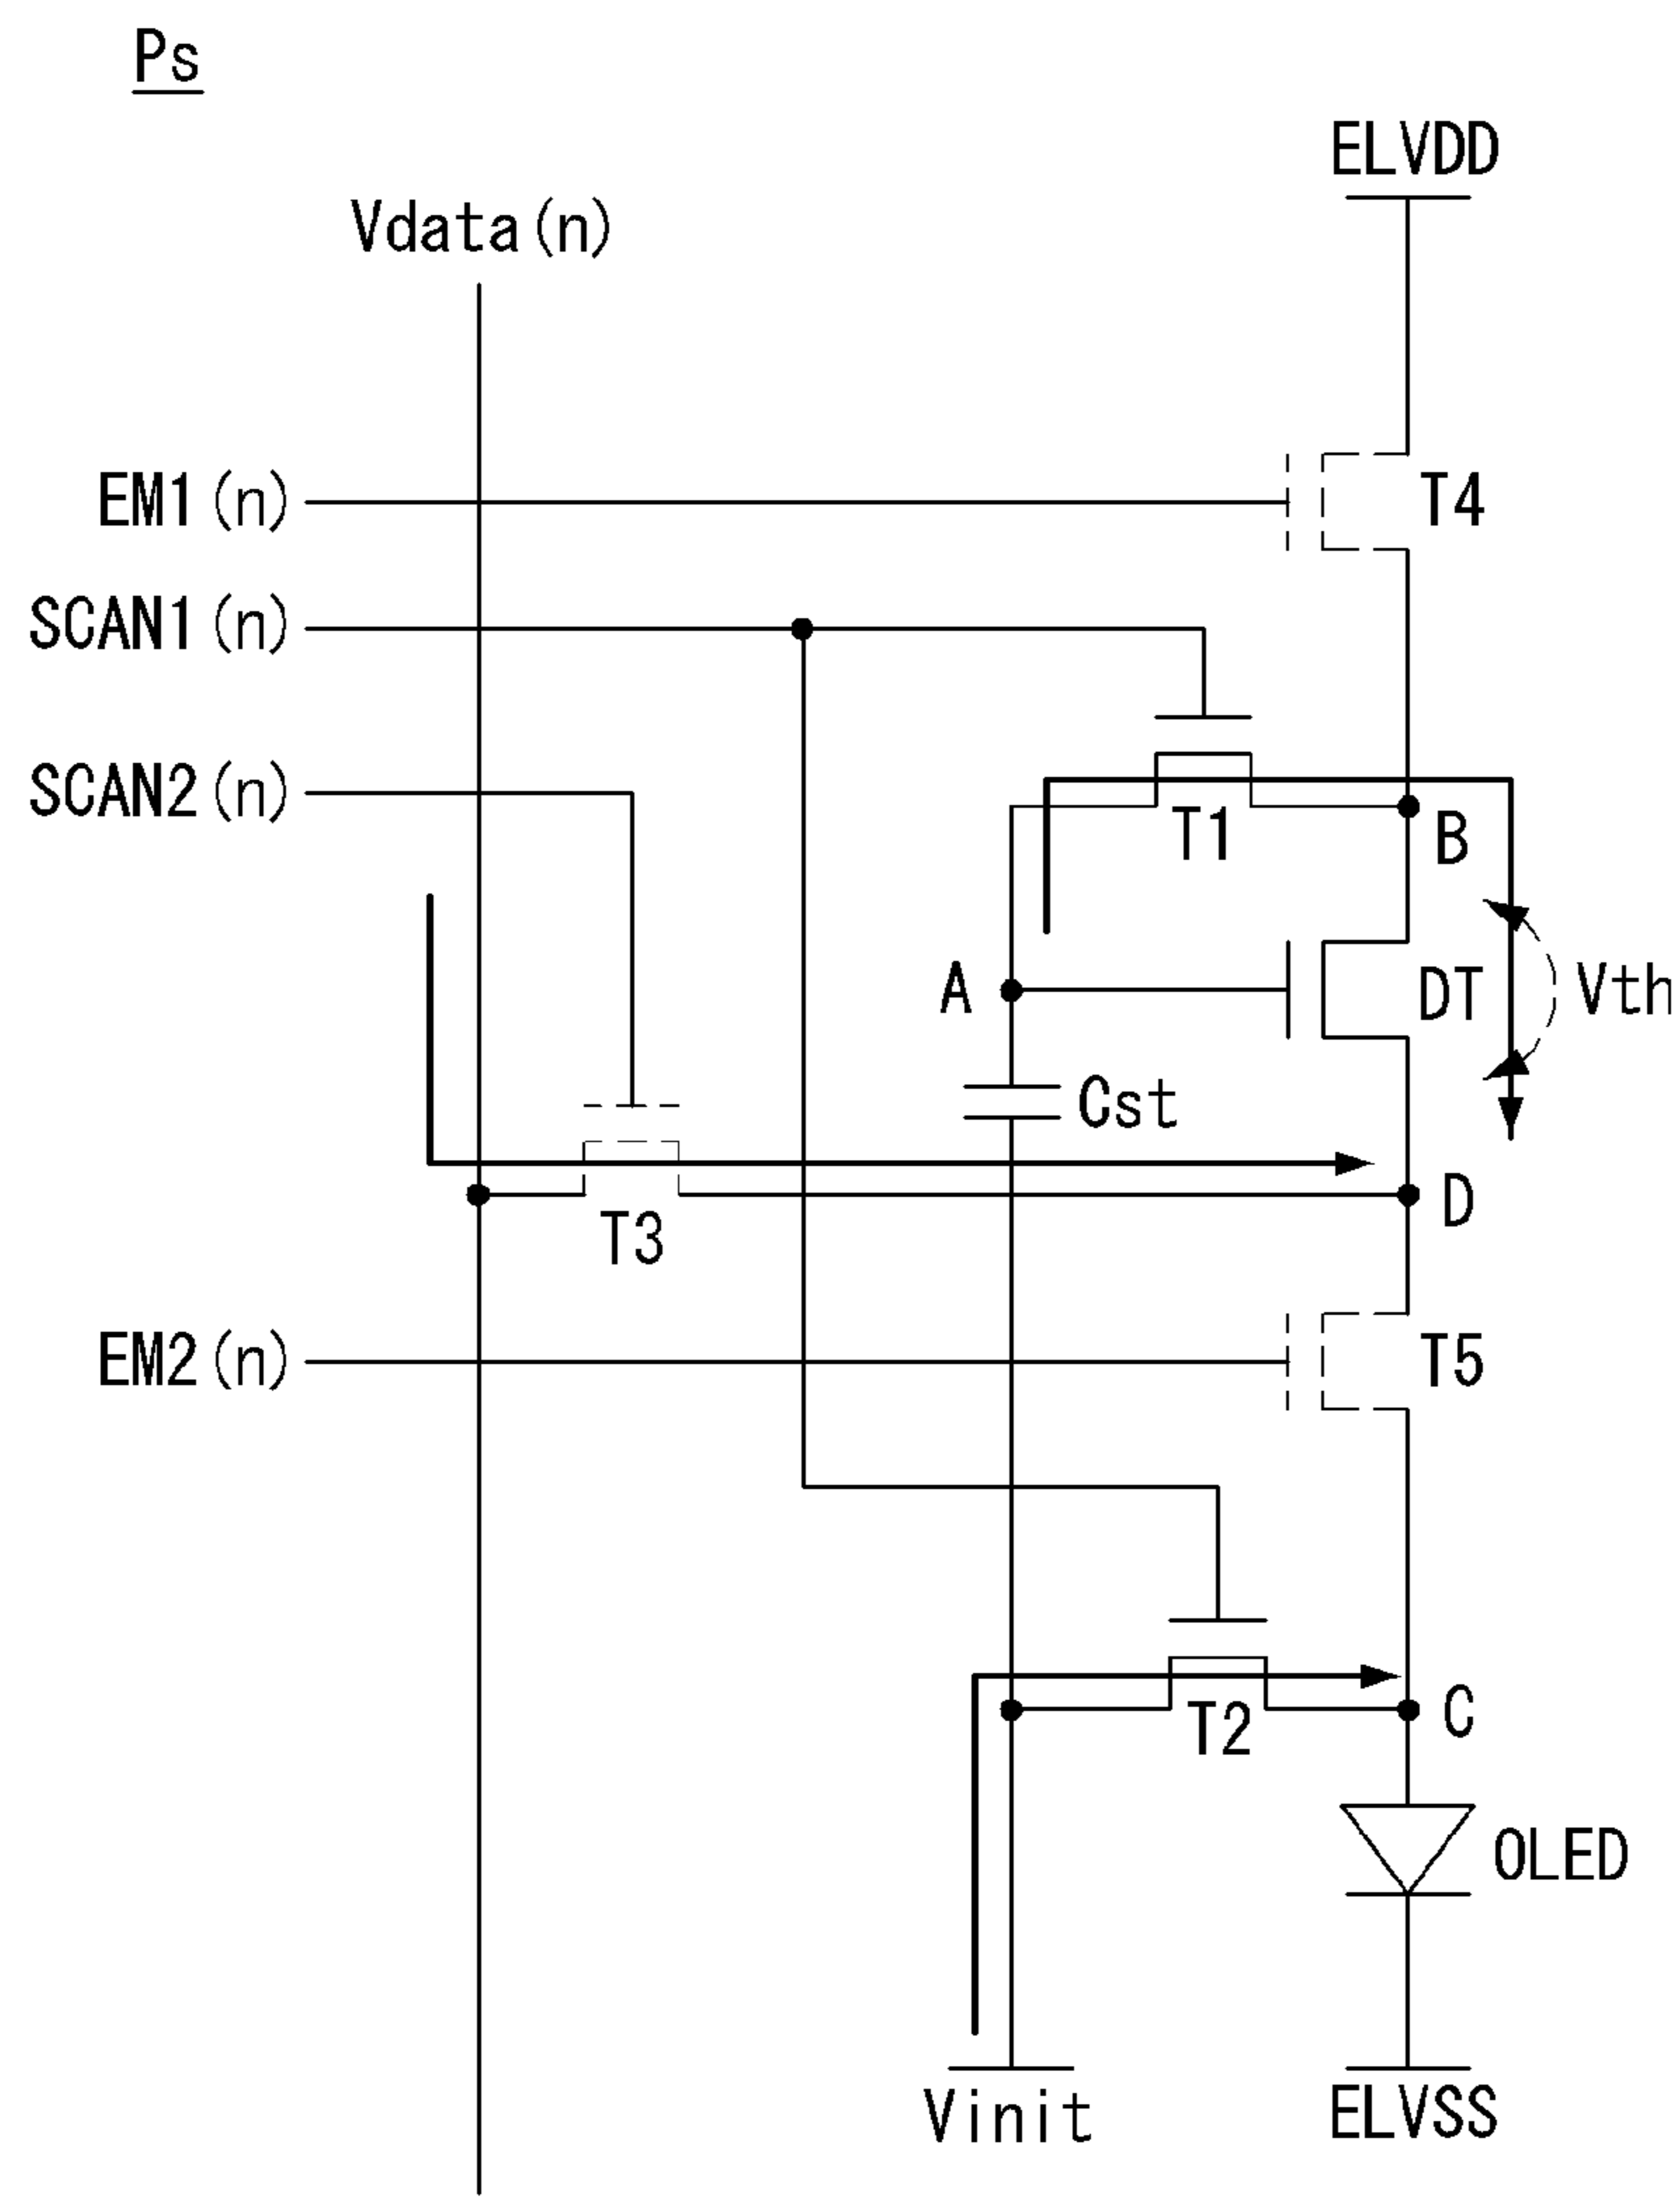 Ps
ELVDD
Vdata(n)
EM1(n)
T4
SCAN1(n)
SCAN2(n)
T1
B
A
DT
Vth
Cst
D
T3
EM2(n)
T5
T2
C
OLED
Vinit
ELVSS